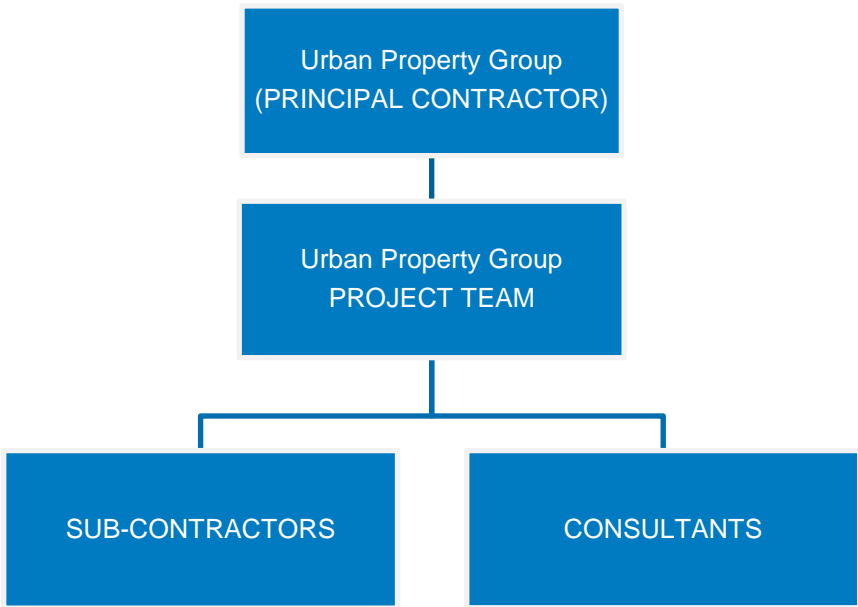 Urban Property Group
(PRINCIPAL CONTRACTOR)
Urban Property Group
PROJECT TEAM
SUB-CONTRACTORS
CONSULTANTS